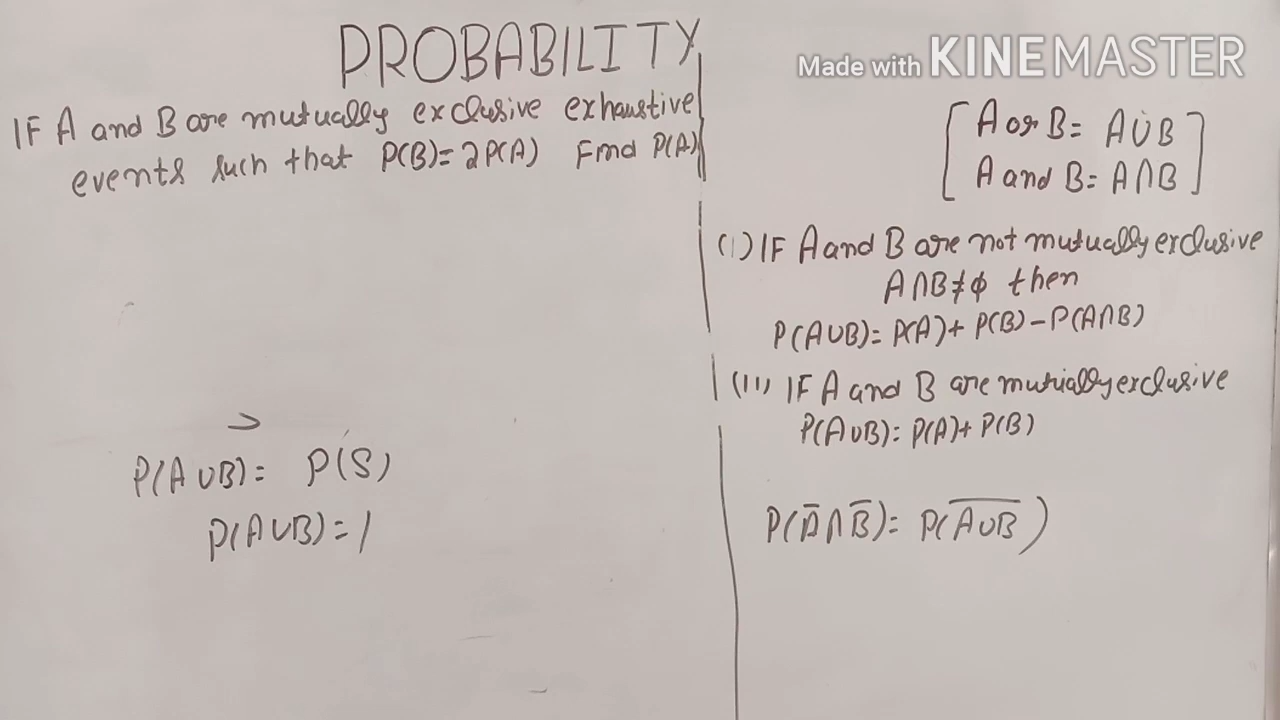 PROBABILITY
IF A and B are mutually exclusive exhaustive
events such that P(B)=2P(A) Find P(A)
P(A∪B)= P(S)
P(A∪B)=1
Made with KINEMASTER
A or B= A∪B
A and B= A∩B
(I) IF A and B are not mutually exclusive
A∩B≠ϕ then
P(A∪B)= P(A)+ P(B)-P(A∩B)
(II) IF A and B are mutually exclusive
P(A∪B)= P(A)+ P(B)
P(A̅∩B̅)= P(A̅∪̅B̅)